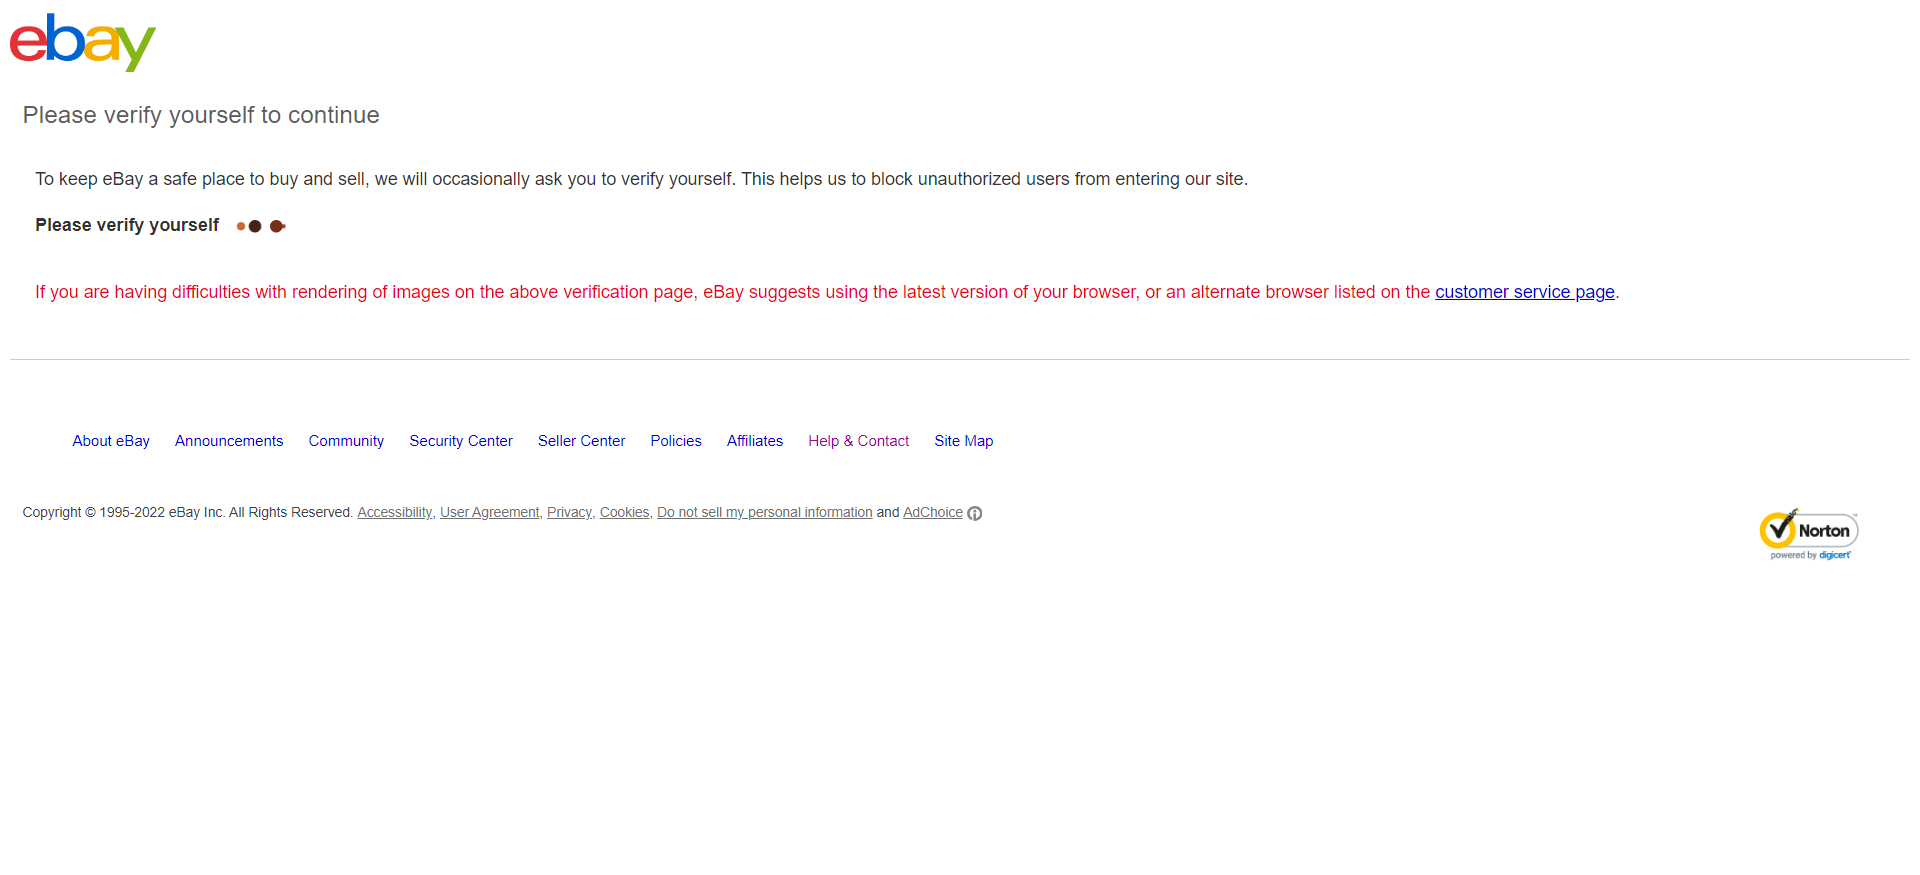 ebay
Please verify yourself to continue
To keep eBay a safe place to buy and sell, we will occasionally ask you to verify yourself. This helps us to block unauthorized users from entering our site.
Please verify yourself
If you are having difficulties with rendering of images on the above verification page, eBay suggests using the latest version of your browser, or an alternate browser listed on the customer service page.
About eBay Announcements Community Security Center Seller Center Policies Affiliates Help & Contact Site Map
Copyright © 1995-2022 eBay Inc. All Rights Reserved. Accessibility, User Agreement, Privacy, Cookies, Do not sell my personal information and AdChoice
Norton
powered by digicert